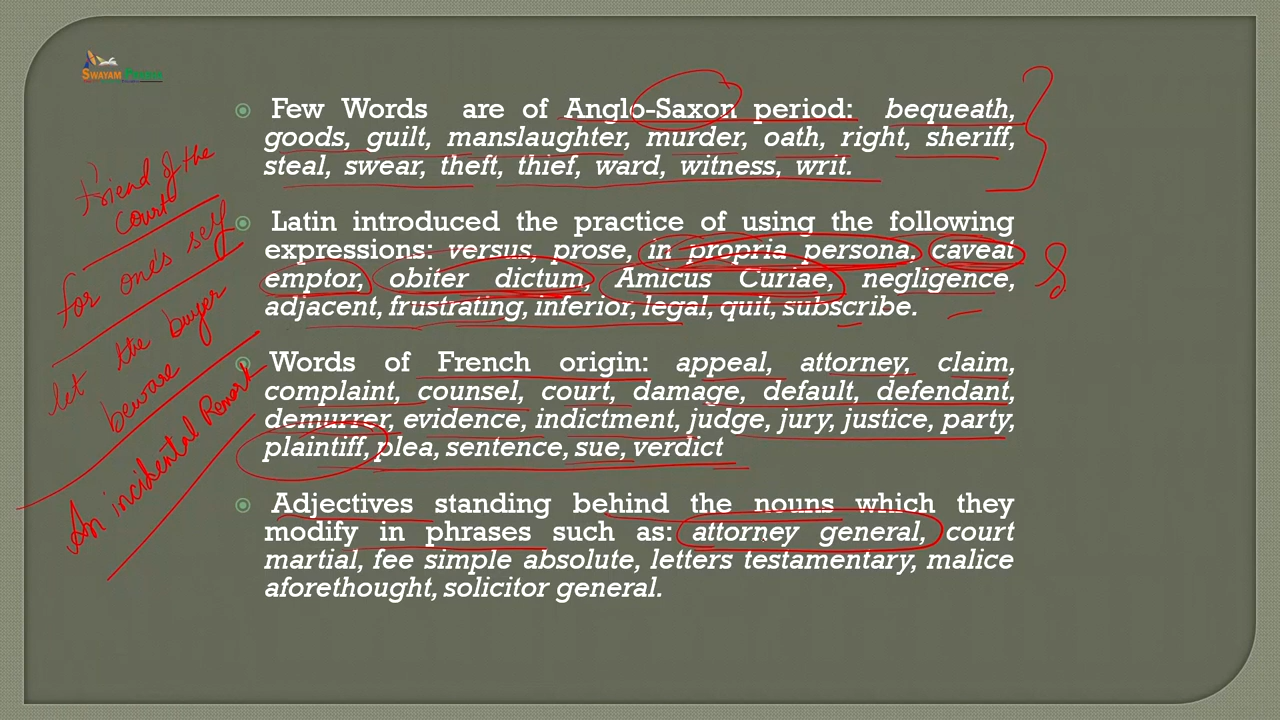 SWAYAM PRABHA
Few Words are of Anglo-Saxon period: bequeath,
goods, guilt, manslaughter, murder, oath, right, sheriff,
steal, swear, theft, thief, ward, witness, writ.
Latin introduced the practice of using the following
expressions: versus, prose, in propria persona. caveat
emptor, obiter dictum, Amicus Curiae, negligence,
adjacent, frustrating, inferior, legal, quit, subscribe.
Words of French origin: appeal, attorney, claim,
complaint, counsel, court, damage, default, defendant,
demurrer, evidence, indictment, judge, jury, justice, party,
plaintiff, plea, sentence, sue, verdict
Adjectives standing behind the nouns which they
modify in phrases such as: attorney general, court
martial, fee simple absolute, letters testamentary, malice
aforethought, solicitor general.
Friend of the
court
for one's self
let the buyer
beware
An incidental Remark